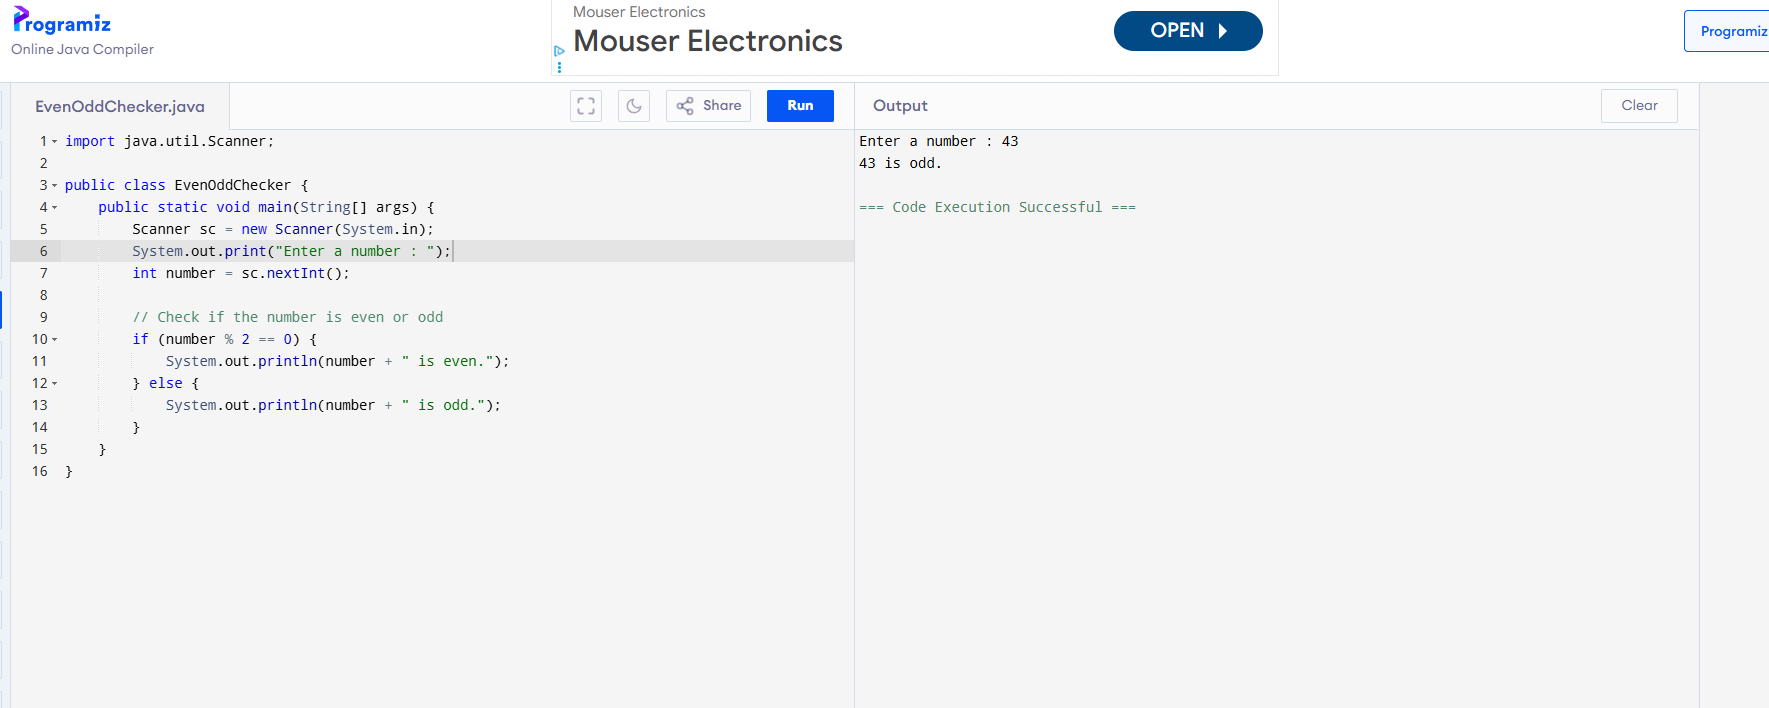 Programiz
Online Java Compiler
Mouser Electronics
Mouser Electronics
OPEN
Programiz
EvenOddChecker.java
Share
Run
Output
Clear
1 import java.util.Scanner;
2
3 public class EvenOddChecker {
4     public static void main(String[] args) {
5         Scanner sc = new Scanner(System.in);
6         System.out.print("Enter a number : ");
7         int number = sc.nextInt();
8
9         // Check if the number is even or odd
10         if (number % 2 == 0) {
11             System.out.println(number + " is even.");
12         } else {
13             System.out.println(number + " is odd.");
14         }
15     }
16 }
Enter a number : 43
43 is odd.
=== Code Execution Successful ===